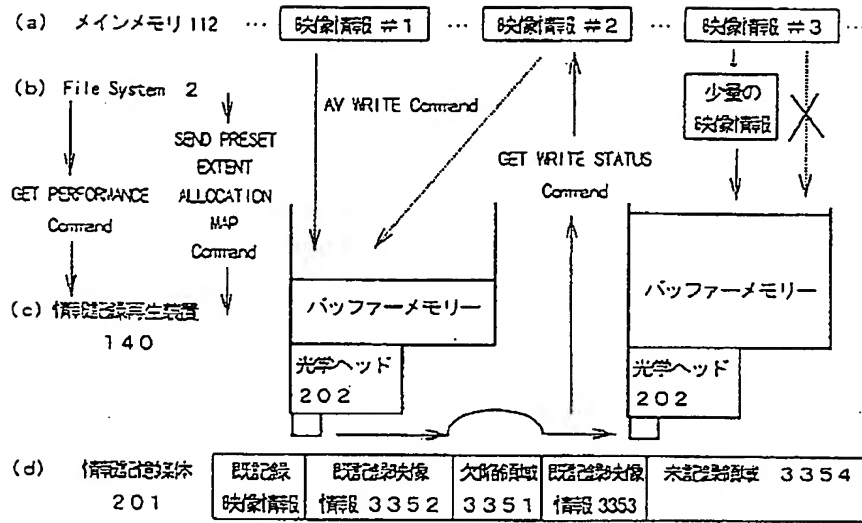 (a) メインメモリ 112 … 映像情報 #1 … 映像情報 #2 … 映像情報 #3 …
(b) File System 2
AV WRITE Command
少量の
映像情報
SEND PRESET
EXTENT
ALLOCATION
MAP
Command
GET WRITE STATUS
Command
GET PERFORMANCE
Command
バッファーメモリー
バッファーメモリー
(c) 情報記録再生装置
140
光学ヘッド
202
光学ヘッド
202
(d) 情報記憶媒体
201
既記録
映像情報
既記録映像
情報 3352
欠陥領域
3351
既記録映像
情報 3353
未記録領域 3354